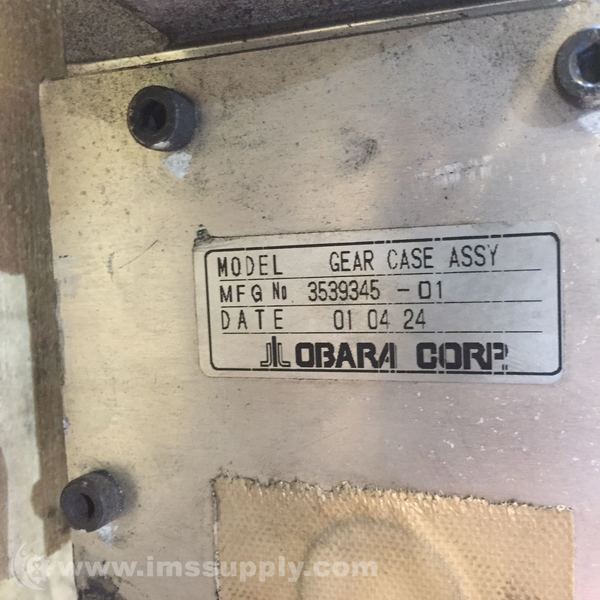 MODEL GEAR CASE ASSY
MFG No 3539345-01
DATE 01 04 24
OBARA CORP.
www.imssupply.com